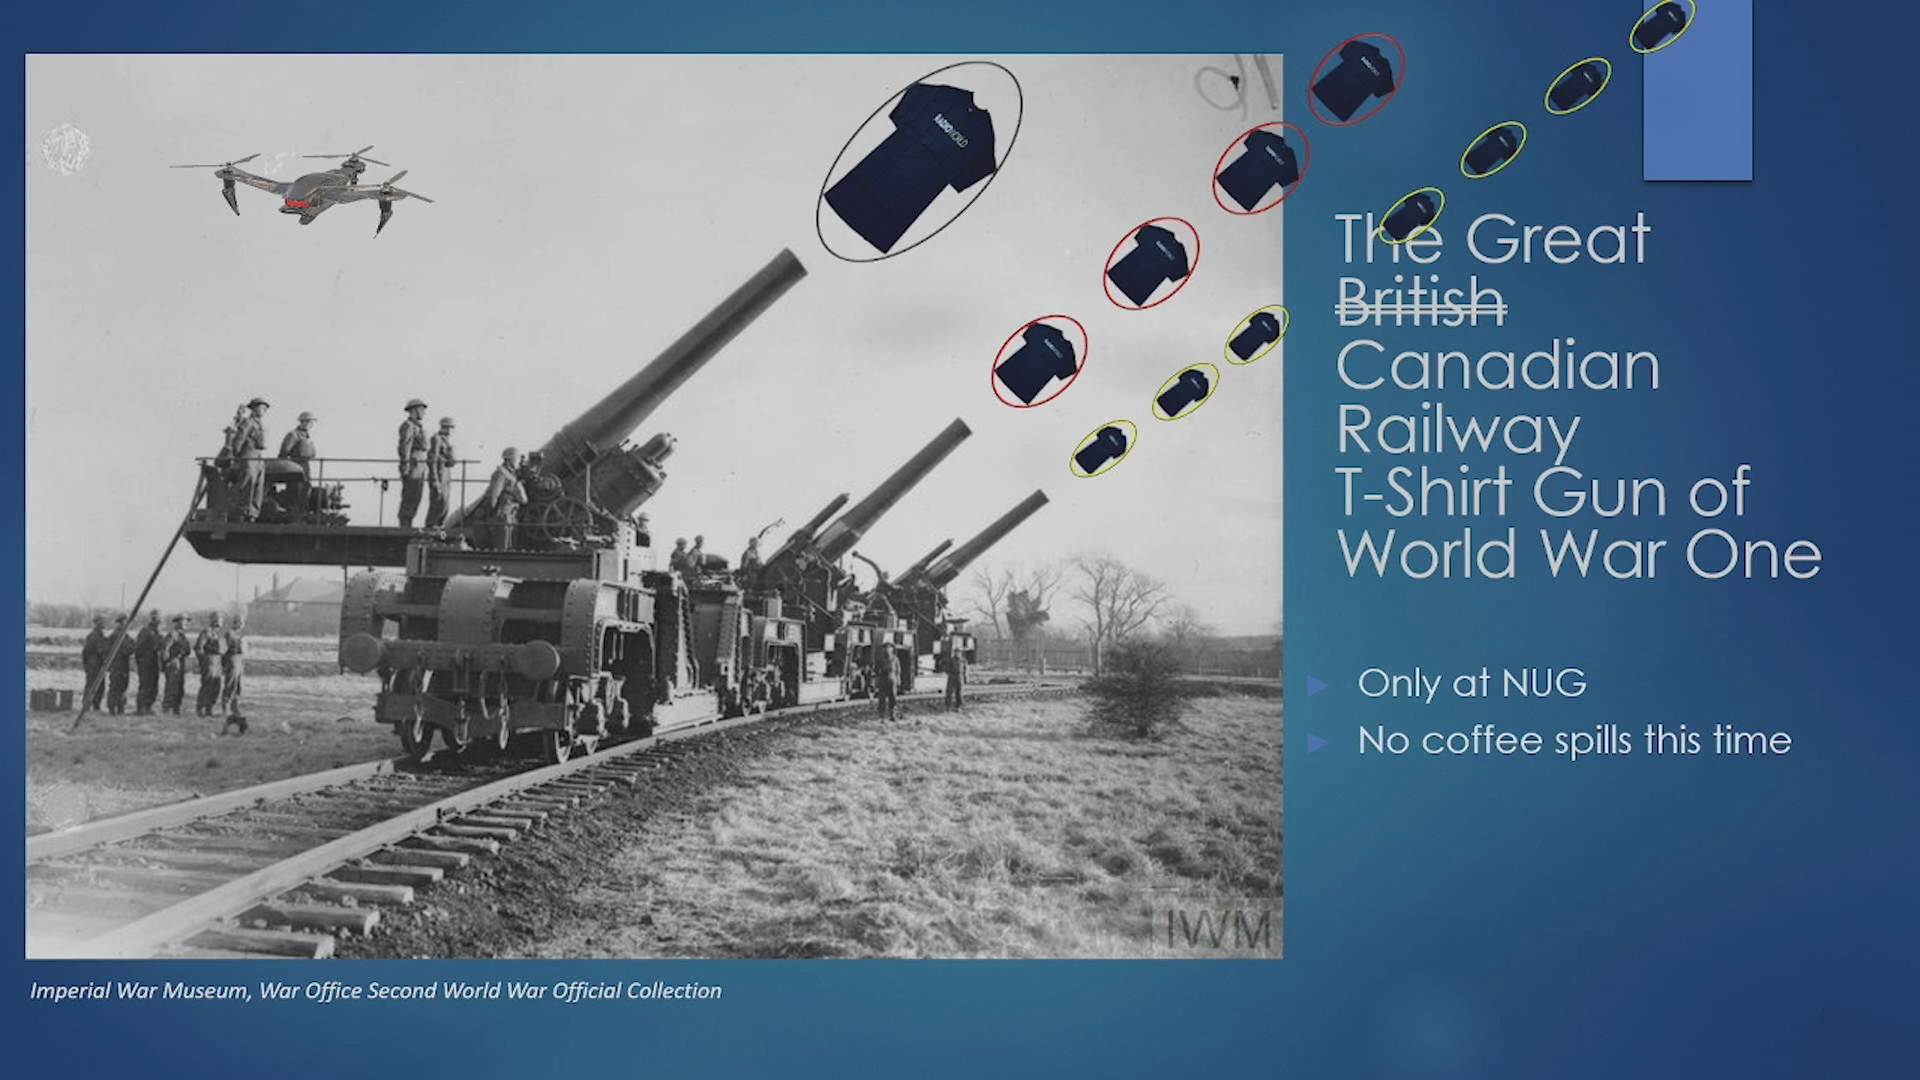 RADIOWORLD
The Great
British
Canadian
Railway
T-Shirt Gun of
World War One
Only at NUG
No coffee spills this time
IWM
Imperial War Museum, War Office Second World War Official Collection